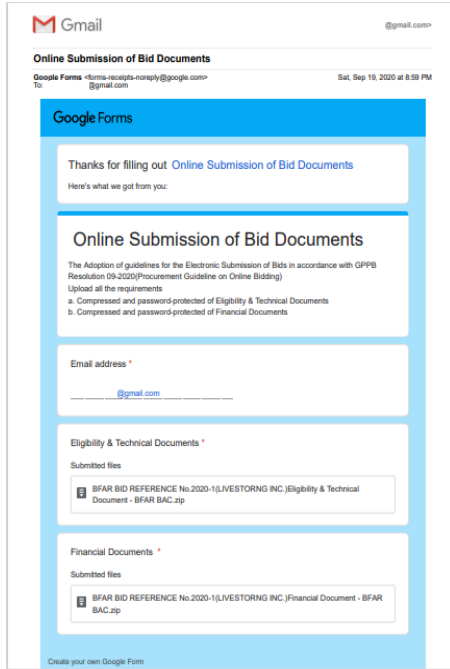 Gmail
@gmail.com>
Online Submission of Bid Documents
Google Forms <forms-receipts-noreply@google.com>
Sat, Sep 19, 2020 at 8:59 PM
To: @gmail.com
Google Forms
Thanks for filling out Online Submission of Bid Documents
Here's what we got from you:
Online Submission of Bid Documents
The Adoption of guidelines for the Electronic Submission of Bids in accordance with GPPB
Resolution 09-2020(Procurement Guideline on Online Bidding)
Upload all the requirements
a. Compressed and password-protected of Eligibility & Technical Documents
b. Compressed and password-protected of Financial Documents
Email address *
@gmail.com
Eligibility & Technical Documents *
Submitted files
BFAR BID REFERENCE No.2020-1(LIVESTORNG INC.)Eligibility & Technical
Document - BFAR BAC.zip
Financial Documents *
Submitted files
BFAR BID REFERENCE No.2020-1(LIVESTORNG INC.)Financial Document - BFAR
BAC.zip
Create your own Google Form